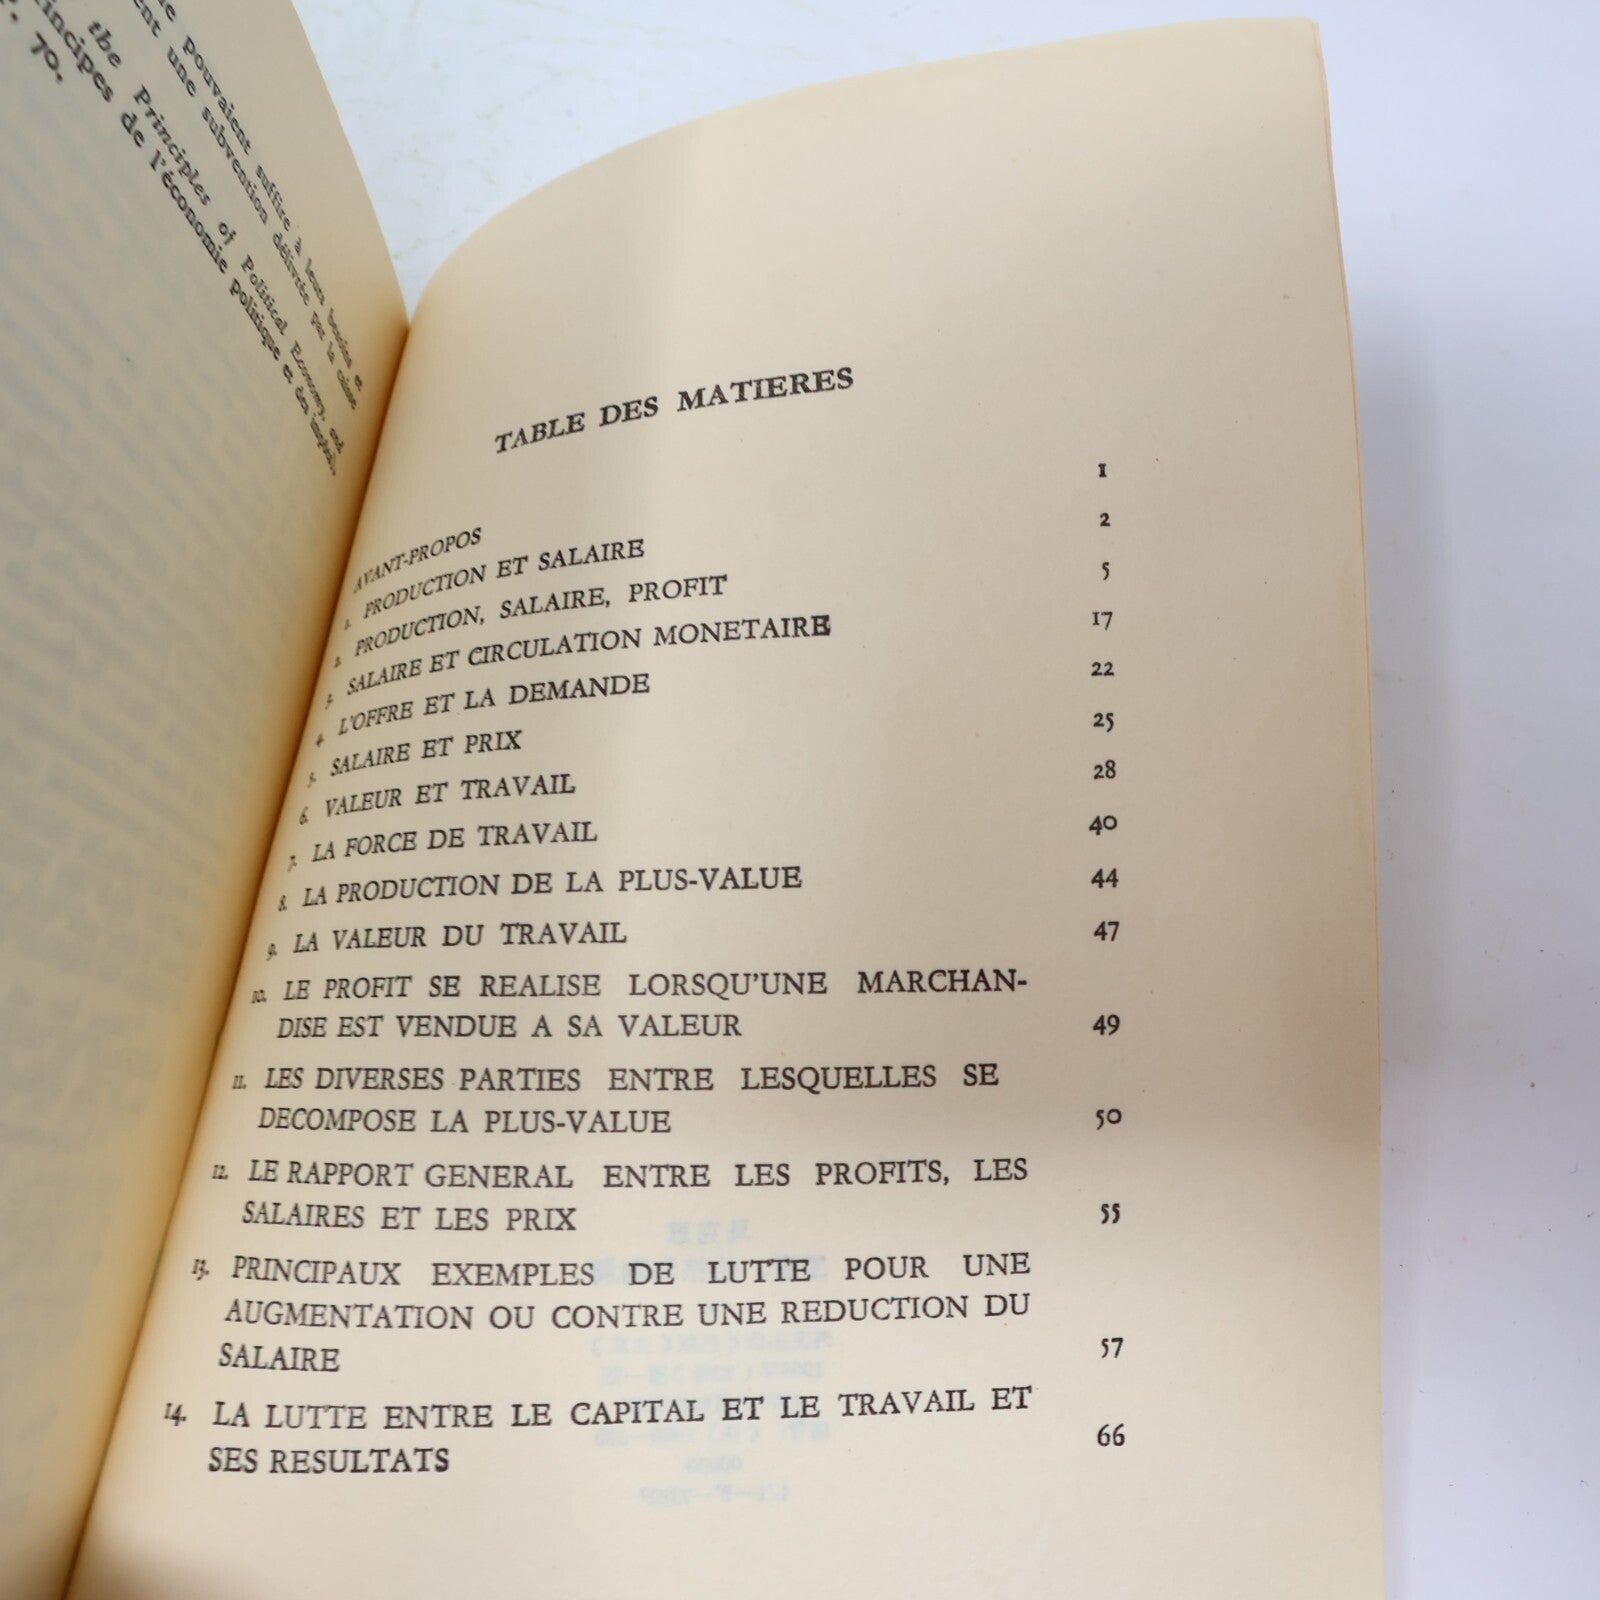 e pouvaient suffire à leurs besoins et
ent une subvention délivrée par la caisse
the Principles of Political Economy, and
rincipes de l'économie politique et de l'impôt),
70.
TABLE DES MATIERES
AVANT-PROPOS 1
1. PRODUCTION ET SALAIRE 2
2. PRODUCTION, SALAIRE, PROFIT 5
3. SALAIRE ET CIRCULATION MONETAIRE 17
4. L'OFFRE ET LA DEMANDE 22
5. SALAIRE ET PRIX 25
6. VALEUR ET TRAVAIL 28
7. LA FORCE DE TRAVAIL 40
8. LA PRODUCTION DE LA PLUS-VALUE 44
9. LA VALEUR DU TRAVAIL 47
10. LE PROFIT SE REALISE LORSQU'UNE MARCHAN-
DISE EST VENDUE A SA VALEUR 49
11. LES DIVERSES PARTIES ENTRE LESQUELLES SE
DECOMPOSE LA PLUS-VALUE 50
12. LE RAPPORT GENERAL ENTRE LES PROFITS, LES
SALAIRES ET LES PRIX 55
13. PRINCIPAUX EXEMPLES DE LUTTE POUR UNE
AUGMENTATION OU CONTRE UNE REDUCTION DU
SALAIRE 57
14. LA LUTTE ENTRE LE CAPITAL ET LE TRAVAIL ET
SES RESULTATS 66